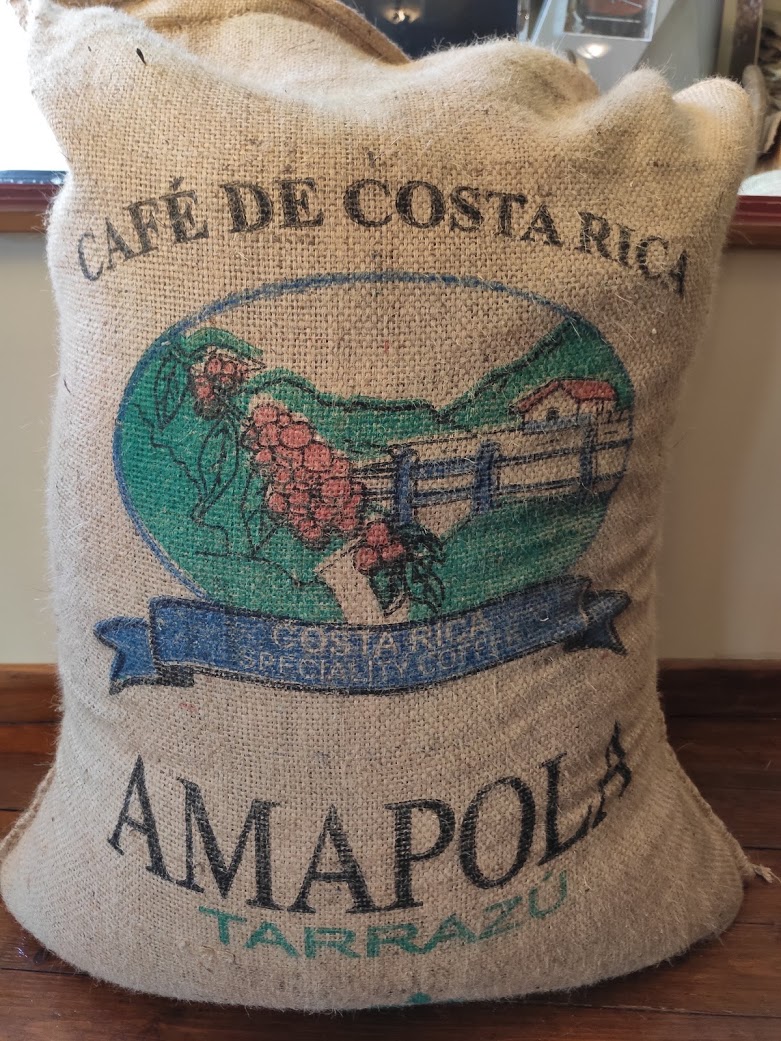 CAFÉ DE COSTA RICA
COSTA RICA
SPECIALITY COFFEE
AMAPOLA
TARRAZÚ